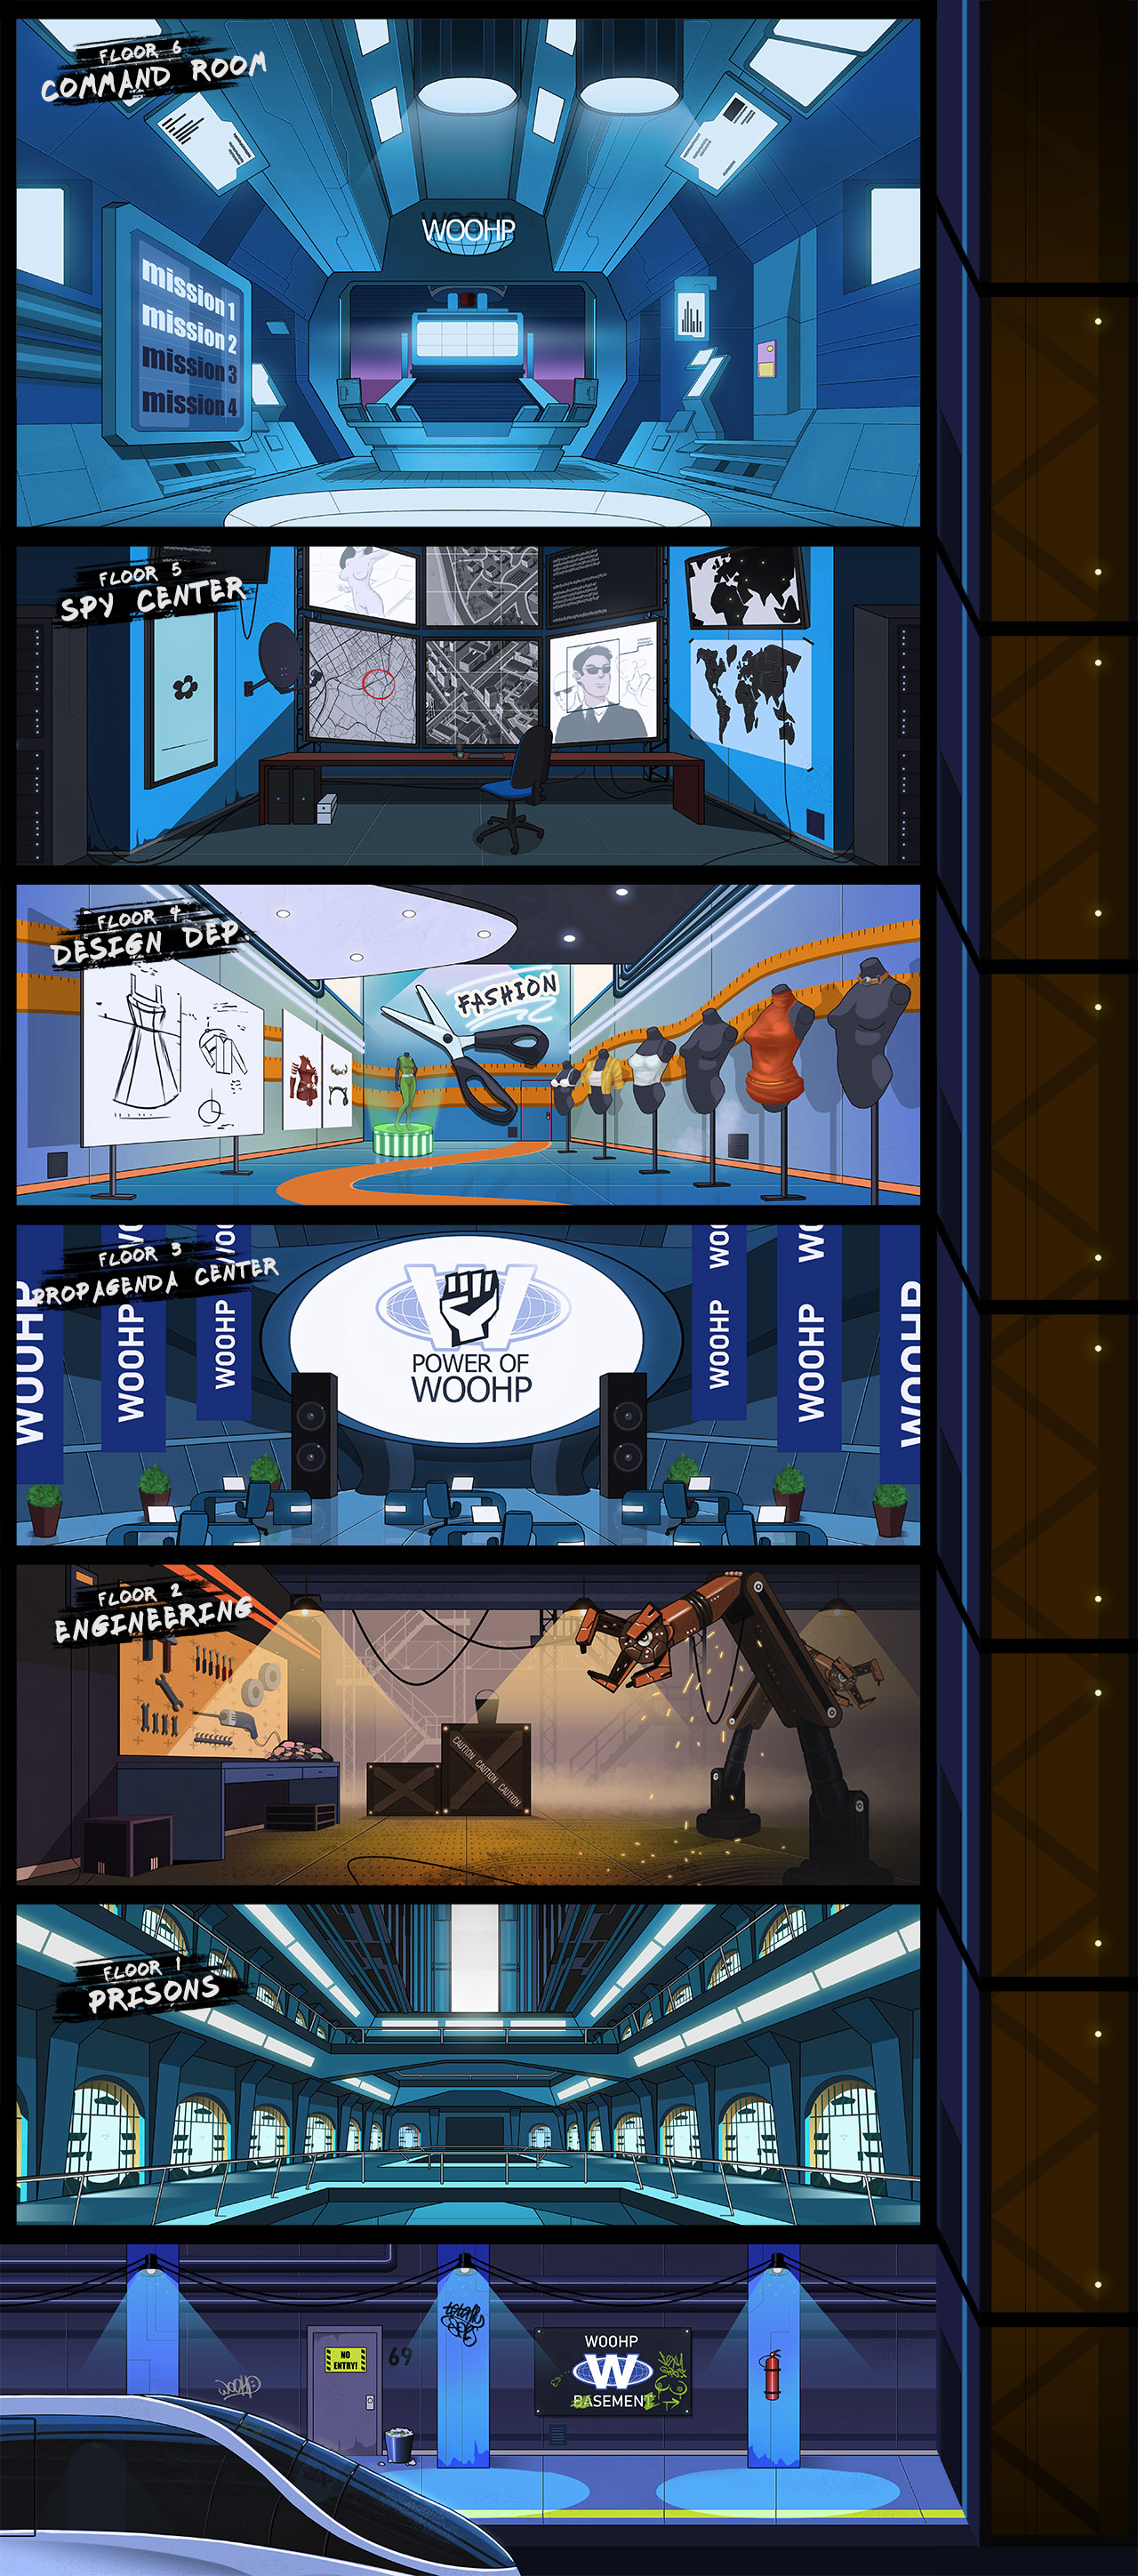 FLOOR 6
COMMAND ROOM
WOOHP
mission 1
mission 2
mission 3
mission 4
FLOOR 5
SPY CENTER
FLOOR 4
DESIGN DEP.
FASHION
FLOOR 3
PROPAGENDA CENTER
WOOHP
WOOHP
WOOHP
POWER OF
WOOHP
WOOHP
WOOHP
WOOHP
FLOOR 2
ENGINEERING
CAUTION CAUTION CAUTION
FLOOR 1
PRISONS
NO
ENTRY!
69
WOOHP
W
BASEMENT